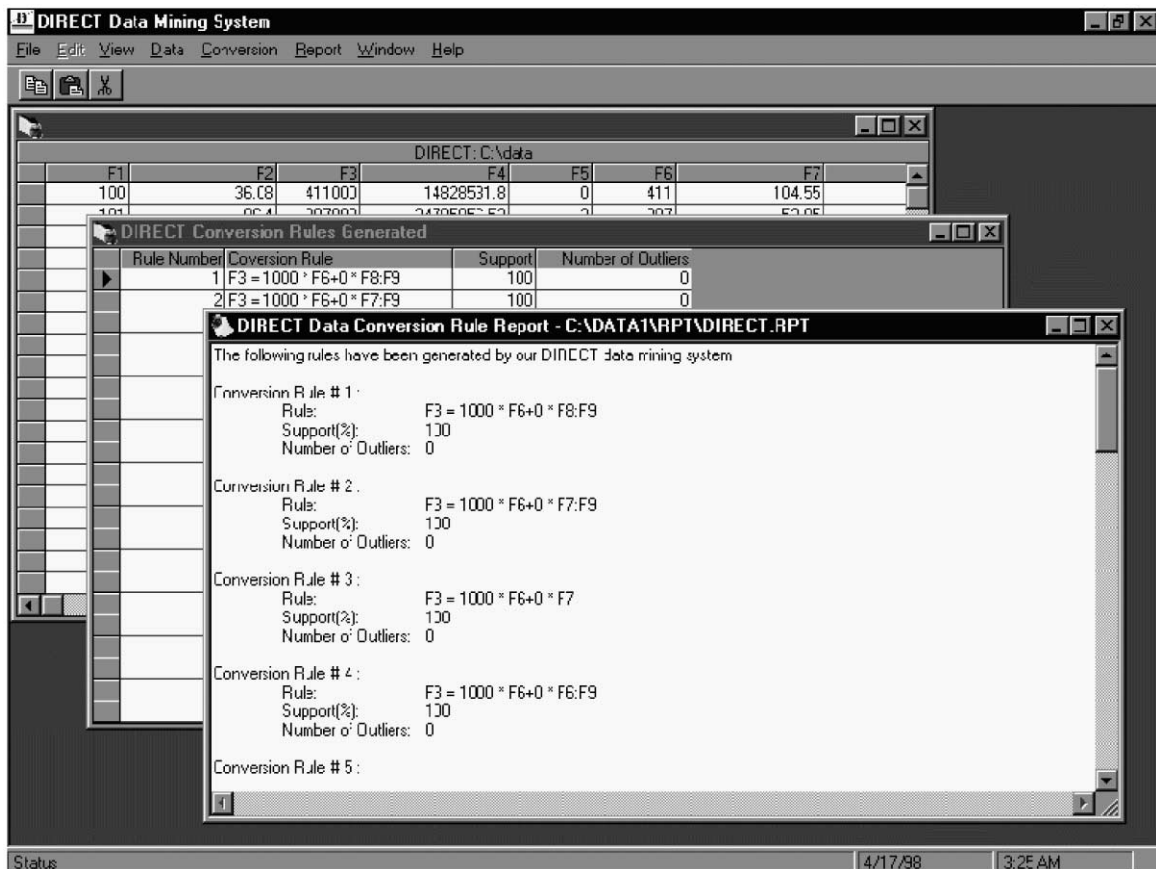 DIRECT Data Mining System
File Edit View Data Conversion Report Window Help
DIRECT: C:\data
F1 F2 F3 F4 F5 F6 F7
100 36.08 411000 14828531.8 0 411 104.55
DIRECT Conversion Rules Generated
Rule Number Coversion Rule Support Number of Outliers
1 F3 = 1000 * F6+0 * F8:F9 100 0
2 F3 = 1000 * F6+0 * F7:F9 100 0
DIRECT Data Conversion Rule Report - C:\DATA1\RPT\DIRECT.RPT
The following rules have been generated by our DIRECT data mining system
Conversion Rule # 1 :
Rule: F3 = 1000 * F6+0 * F8:F9
Support(%): 100
Number of Outliers: 0
Conversion Rule # 2 :
Rule: F3 = 1000 * F6+0 * F7:F9
Support(%): 100
Number of Outliers: 0
Conversion Rule # 3 :
Rule: F3 = 1000 * F6+0 * F7
Support(%): 100
Number of Outliers: 0
Conversion Rule # 4 :
Rule: F3 = 1000 * F6+0 * F6:F9
Support(%): 100
Number of Outliers: 0
Conversion Rule # 5 :
Status 4/17/98 3:25 AM